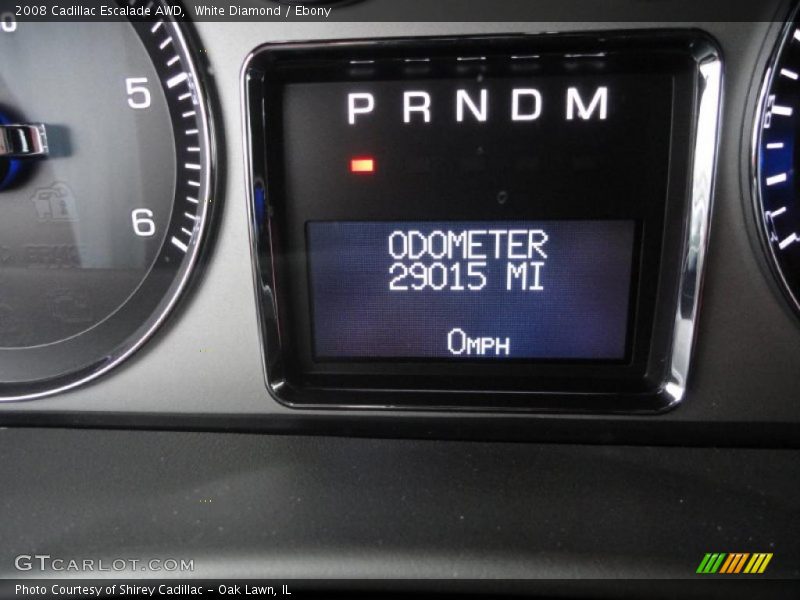 2008 Cadillac Escalade AWD,  White Diamond / Ebony
5
6
P R N D M
ODOMETER
29015 MI
0MPH
GTCARLOT.COM
Photo Courtesy of Shirey Cadillac - Oak Lawn, IL